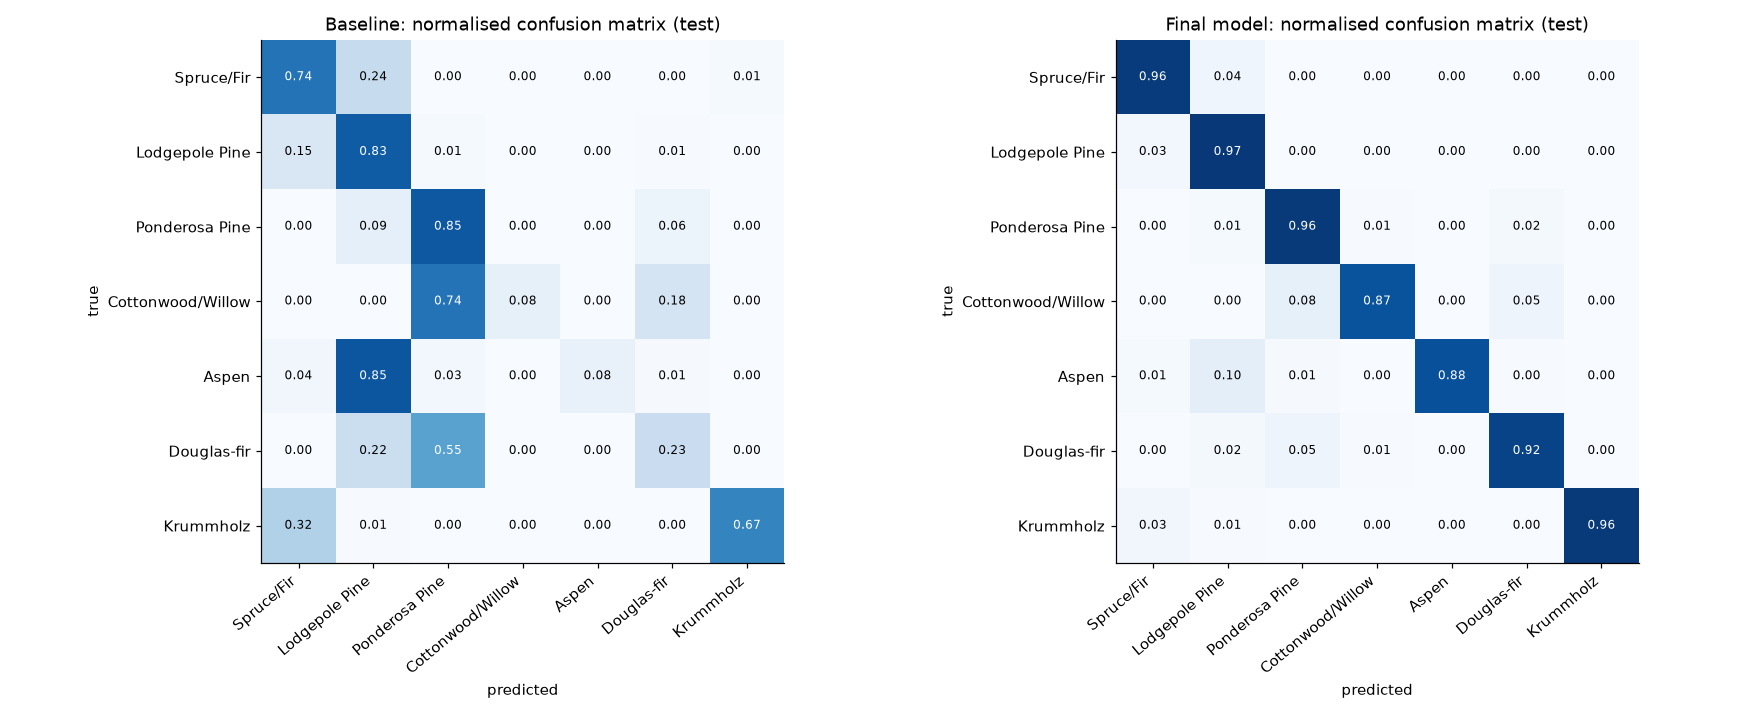 Baseline: normalised confusion matrix (test)
true
Spruce/Fir 0.74 0.24 0.00 0.00 0.00 0.00 0.01
Lodgepole Pine 0.15 0.83 0.01 0.00 0.00 0.01 0.00
Ponderosa Pine 0.00 0.09 0.85 0.00 0.00 0.06 0.00
Cottonwood/Willow 0.00 0.00 0.74 0.08 0.00 0.18 0.00
Aspen 0.04 0.85 0.03 0.00 0.08 0.01 0.00
Douglas-fir 0.00 0.22 0.55 0.00 0.00 0.23 0.00
Krummholz 0.32 0.01 0.00 0.00 0.00 0.00 0.67
Spruce/Fir Lodgepole Pine Ponderosa Pine Cottonwood/Willow Aspen Douglas-fir Krummholz
predicted
Final model: normalised confusion matrix (test)
true
Spruce/Fir 0.96 0.04 0.00 0.00 0.00 0.00 0.00
Lodgepole Pine 0.03 0.97 0.00 0.00 0.00 0.00 0.00
Ponderosa Pine 0.00 0.01 0.96 0.01 0.00 0.02 0.00
Cottonwood/Willow 0.00 0.00 0.08 0.87 0.00 0.05 0.00
Aspen 0.01 0.10 0.01 0.00 0.88 0.00 0.00
Douglas-fir 0.00 0.02 0.05 0.01 0.00 0.92 0.00
Krummholz 0.03 0.01 0.00 0.00 0.00 0.00 0.96
Spruce/Fir Lodgepole Pine Ponderosa Pine Cottonwood/Willow Aspen Douglas-fir Krummholz
predicted